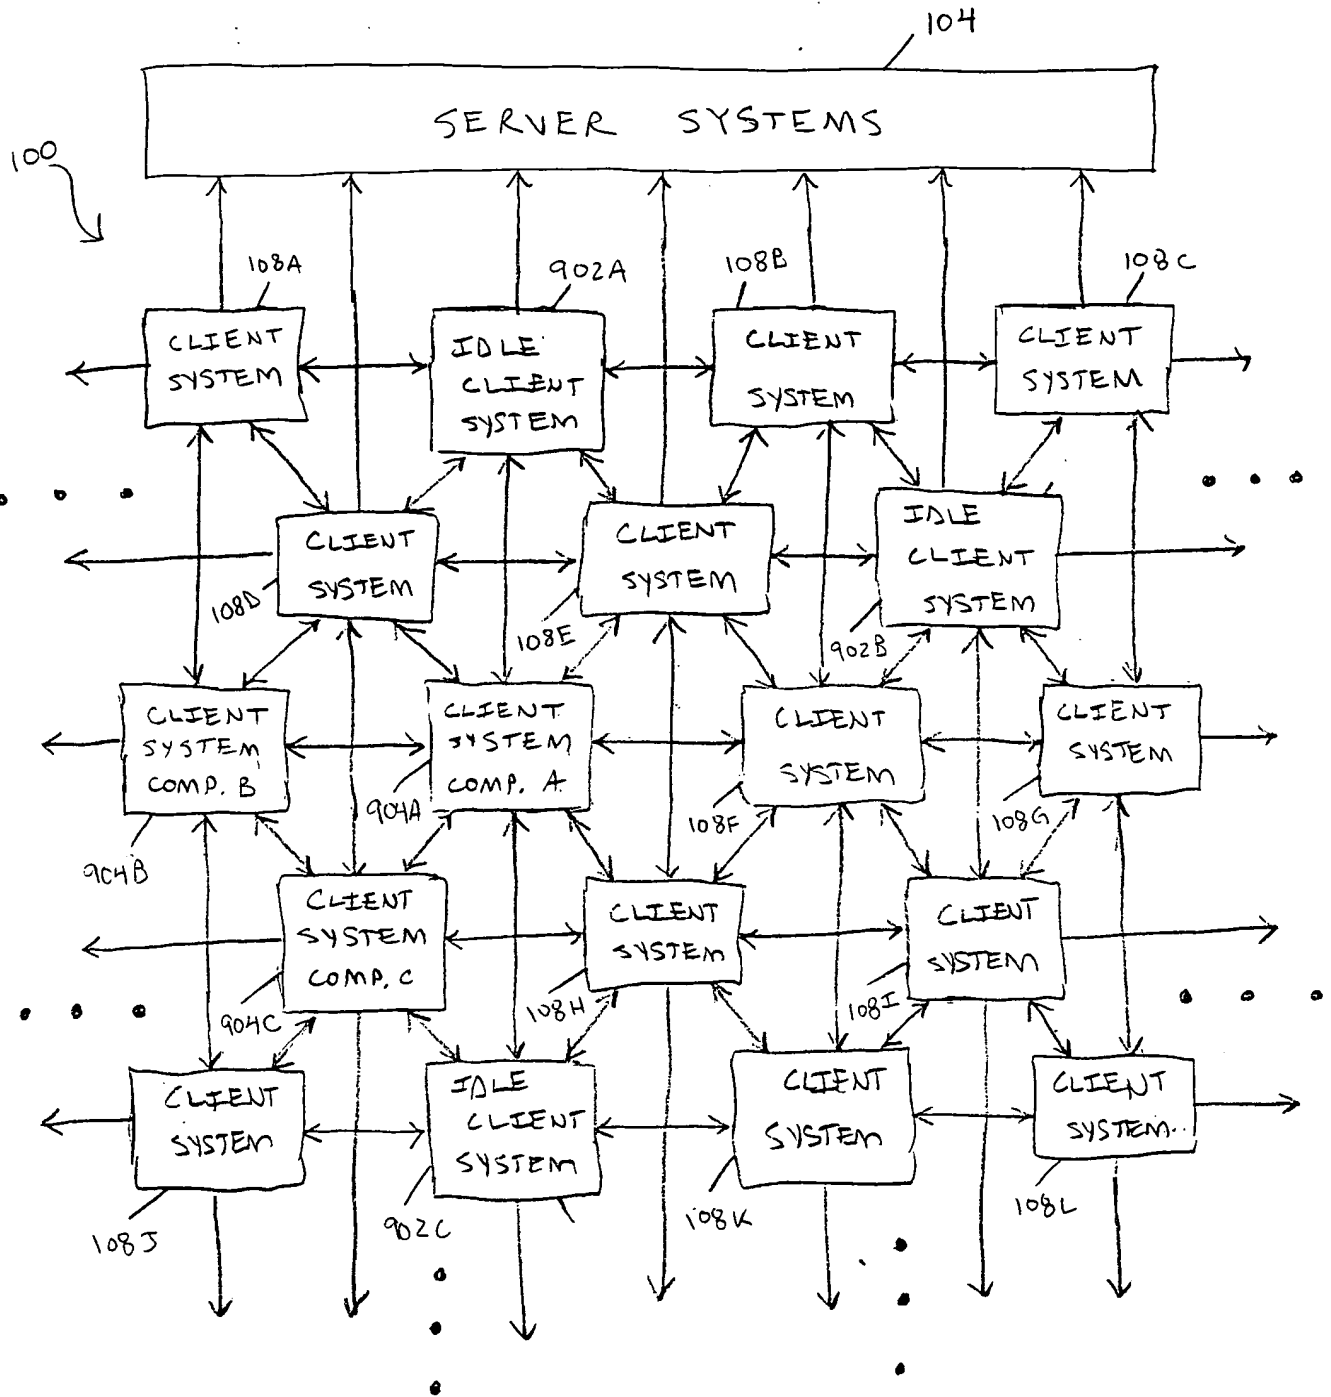 104
SERVER SYSTEMS
100
108A
902A
108B
108C
CLIENT
SYSTEM
IDLE
CLIENT
SYSTEM
CLIENT
SYSTEM
CLIENT
SYSTEM
CLIENT
SYSTEM
108D
CLIENT
SYSTEM
108E
IDLE
CLIENT
SYSTEM
902B
CLIENT
SYSTEM
COMP. B
904B
CLIENT
SYSTEM
COMP. A
904A
CLIENT
SYSTEM
108F
CLIENT
SYSTEM
108G
CLIENT
SYSTEM
COMP. C
904C
CLIENT
SYSTEM
108H
CLIENT
SYSTEM
108I
CLIENT
SYSTEM
108J
IDLE
CLIENT
SYSTEM
902C
CLIENT
SYSTEM
108K
CLIENT
SYSTEM
108L